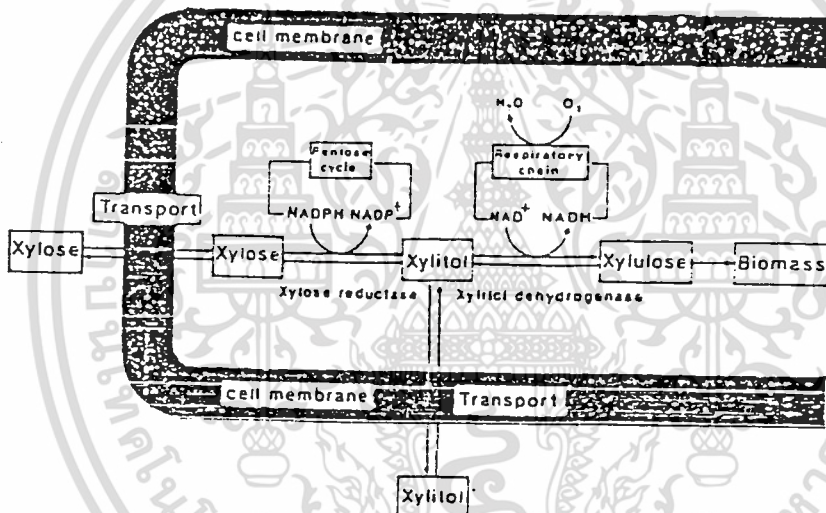 cell membrane
H₂O O₂
Pentose cycle
Respiratory chain
Transport
NADPH NADP⁺
NAD⁺ NADH
Xylose
Xylose
Xylitol
Xylulose
Biomass
Xylose reductase
Xylitol dehydrogenase
cell membrane
Transport
Xylitol